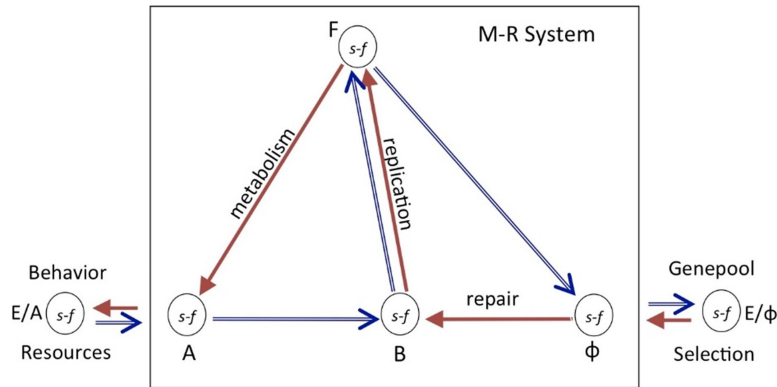 F
M-R System
s-f
metabolism
replication
Behavior
E/A s-f
Resources
s-f
A
s-f
B
repair
s-f
ϕ
Genepool
s-f E/ϕ
Selection